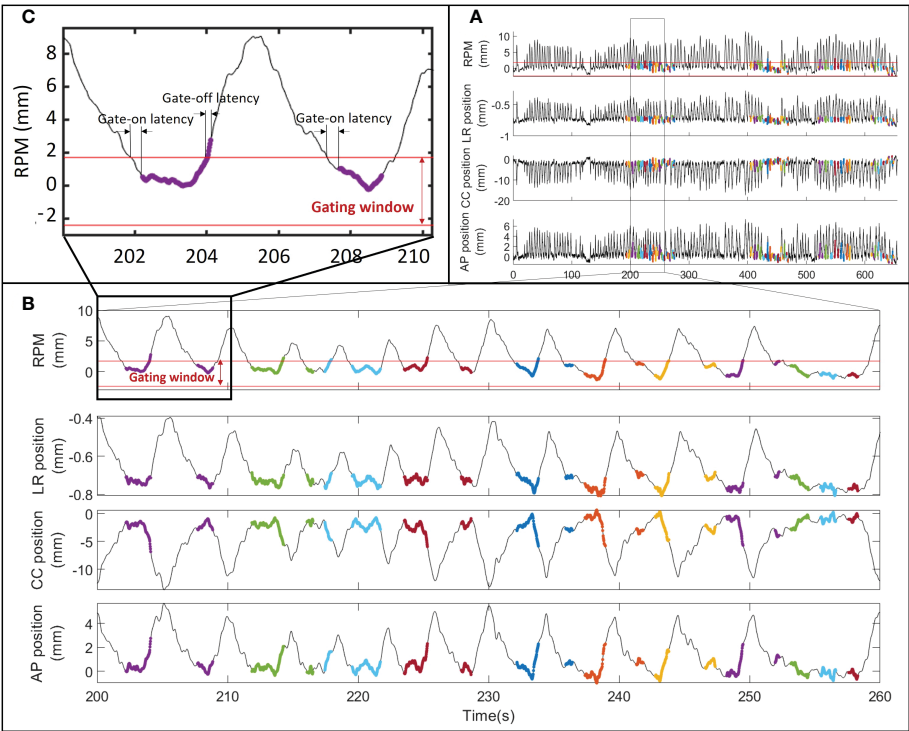 C
RPM (mm)
8
6
4
2
0
-2
Gate-off latency
Gate-on latency
Gate-on latency
Gating window
202
204
206
208
210
A
RPM
(mm)
10
5
0
LR position
-0.5
-1
CC position
0
-10
-20
AP position
(mm)
6
4
2
0
0
100
200
300
400
500
600
B
RPM
(mm)
10
5
0
Gating window
LR position
(mm)
-0.4
-0.6
-0.8
CC position
(mm)
0
-5
-10
AP position
(mm)
4
2
0
200
210
220
230
240
250
260
Time(s)